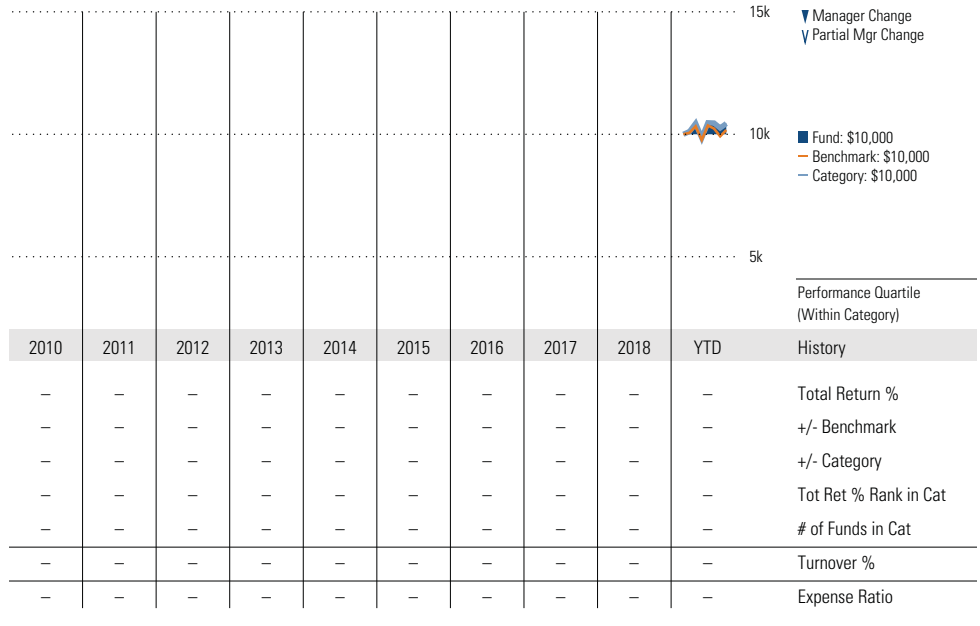 15k
▼ Manager Change
V Partial Mgr Change
10k
Fund: $10,000
Benchmark: $10,000
Category: $10,000
5k
Performance Quartile
(Within Category)
2010 2011 2012 2013 2014 2015 2016 2017 2018 YTD History
– – – – – – – – – – Total Return %
– – – – – – – – – – +/- Benchmark
– – – – – – – – – – +/- Category
– – – – – – – – – – Tot Ret % Rank in Cat
– – – – – – – – – – # of Funds in Cat
– – – – – – – – – – Turnover %
– – – – – – – – – – Expense Ratio